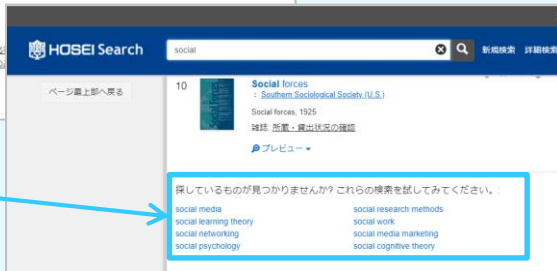 HOSEI Search
social
新規検索 詳細検索
ページ最上部へ戻る
10
Social forces
: Southern Sociological Society (U.S.)
Social forces, 1925
雑誌 所蔵・貸出状況の確認
プレビュー
探しているものが見つかりませんか? これらの検索を試してみてください。
social media
social research methods
social learning theory
social work
social networking
social media marketing
social psychology
social cognitive theory